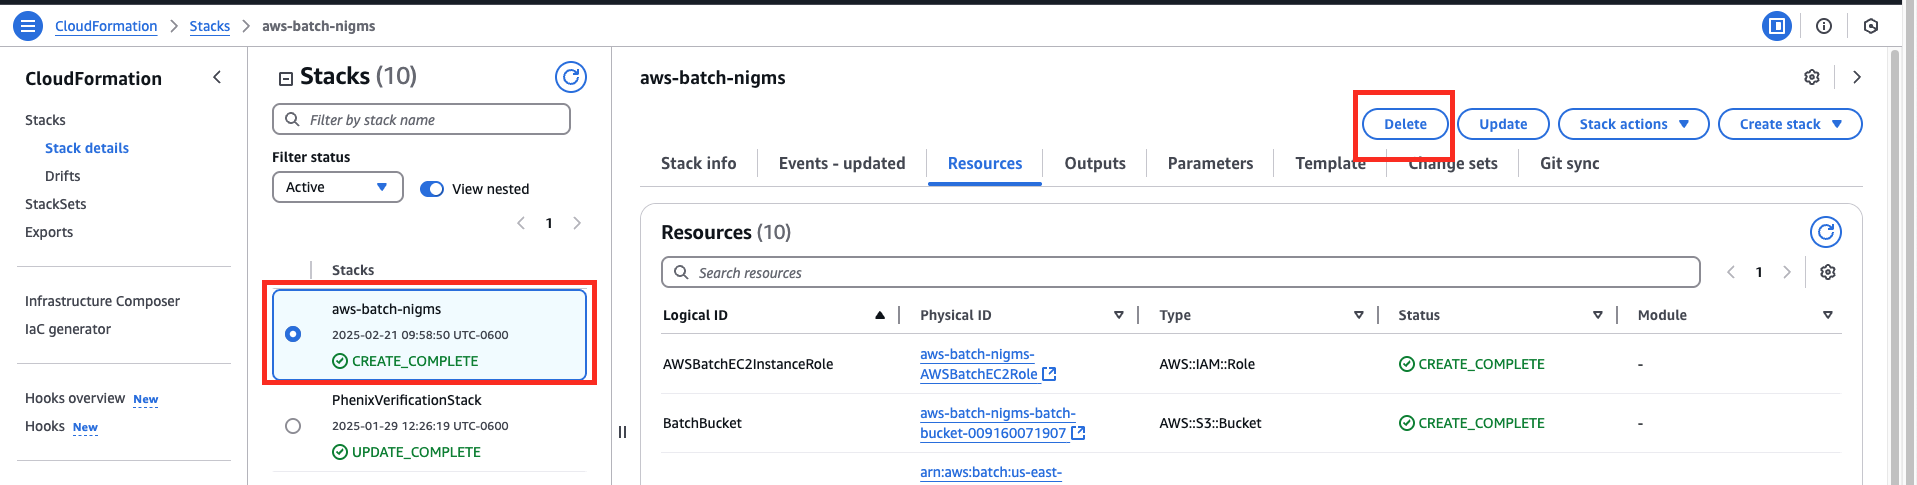 CloudFormation > Stacks > aws-batch-nigms
CloudFormation
Stacks
Stack details
Drifts
StackSets
Exports
Infrastructure Composer
IaC generator
Hooks overview New
Hooks New
Stacks (10)
Filter by stack name
Filter status
Active
View nested
1
Stacks
aws-batch-nigms
2025-02-21 09:58:50 UTC-0600
CREATE_COMPLETE
PhenixVerificationStack
2025-01-29 12:26:19 UTC-0600
UPDATE_COMPLETE
aws-batch-nigms
Delete Update Stack actions Create stack
Stack info Events - updated Resources Outputs Parameters Template Change sets Git sync
Resources (10)
Search resources
1
Logical ID Physical ID Type Status Module
AWSBatchEC2InstanceRole aws-batch-nigms- AWS::IAM::Role CREATE_COMPLETE -
AWSBatchEC2Role
BatchBucket aws-batch-nigms-batch- AWS::S3::Bucket CREATE_COMPLETE -
bucket-009160071907
arn:aws:batch:us-east-